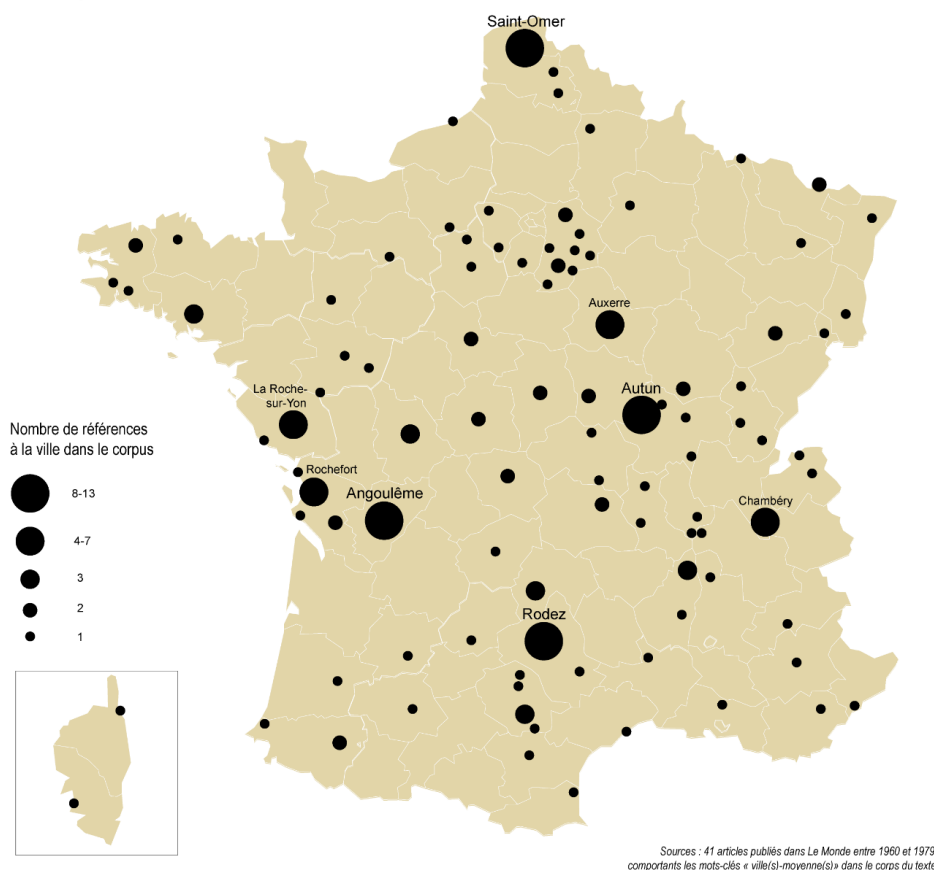 Saint-Omer
Auxerre
Autun
La Roche-
sur-Yon
Rochefort
Angoulême
Chambéry
Rodez
Nombre de références
à la ville dans le corpus
8-13
4-7
3
2
1
Sources : 41 articles publiés dans Le Monde entre 1960 et 1979
comportants les mots-clés « ville(s)-moyenne(s)» dans le corps du texte